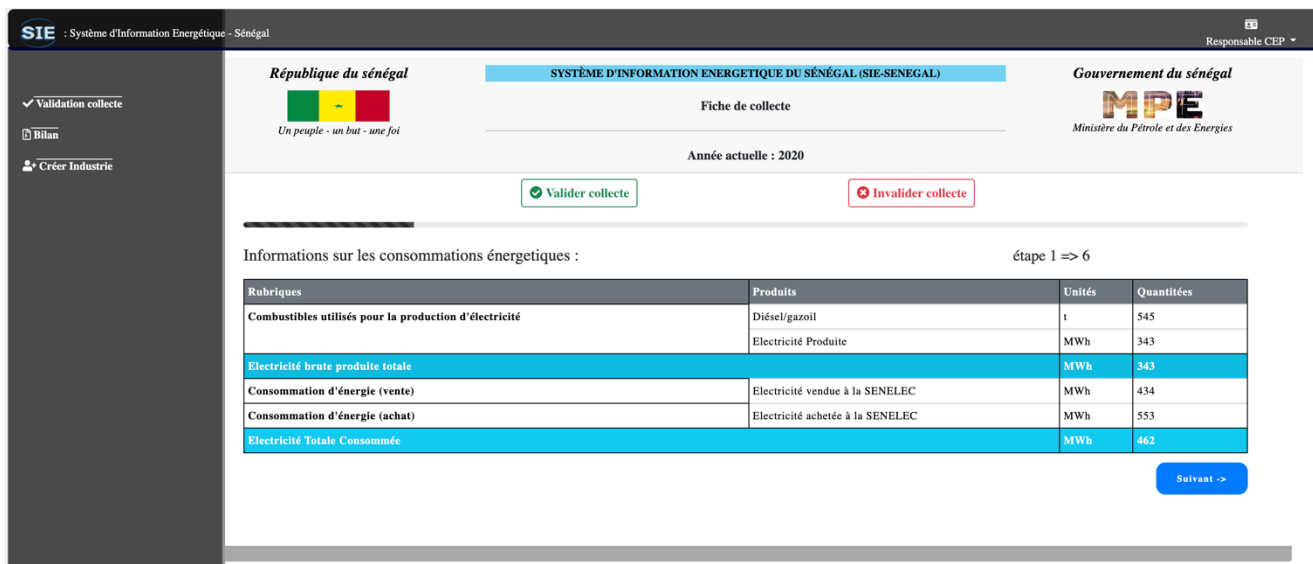 SIE : Système d'Information Energétique - Sénégal
Responsable CEP
Validation collecte
Bilan
Créer Industrie
République du sénégal
Un peuple - un but - une foi
SYSTÈME D'INFORMATION ENERGETIQUE DU SÉNÉGAL (SIE-SENEGAL)
Fiche de collecte
Année actuelle : 2020
Gouvernement du sénégal
MPE
Ministère du Pétrole et des Energies
Valider collecte
Invalider collecte
Informations sur les consommations énergetiques :
étape 1 => 6
Rubriques Produits Unités Quantitées
Combustibles utilisés pour la production d'électricité Diésel/gazoil t 545
Electricité Produite MWh 343
Electricité brute produite totale MWh 343
Consommation d'énergie (vente) Electricité vendue à la SENELEC MWh 434
Consommation d'énergie (achat) Electricité achetée à la SENELEC MWh 553
Electricité Totale Consommée MWh 462
Suivant ->